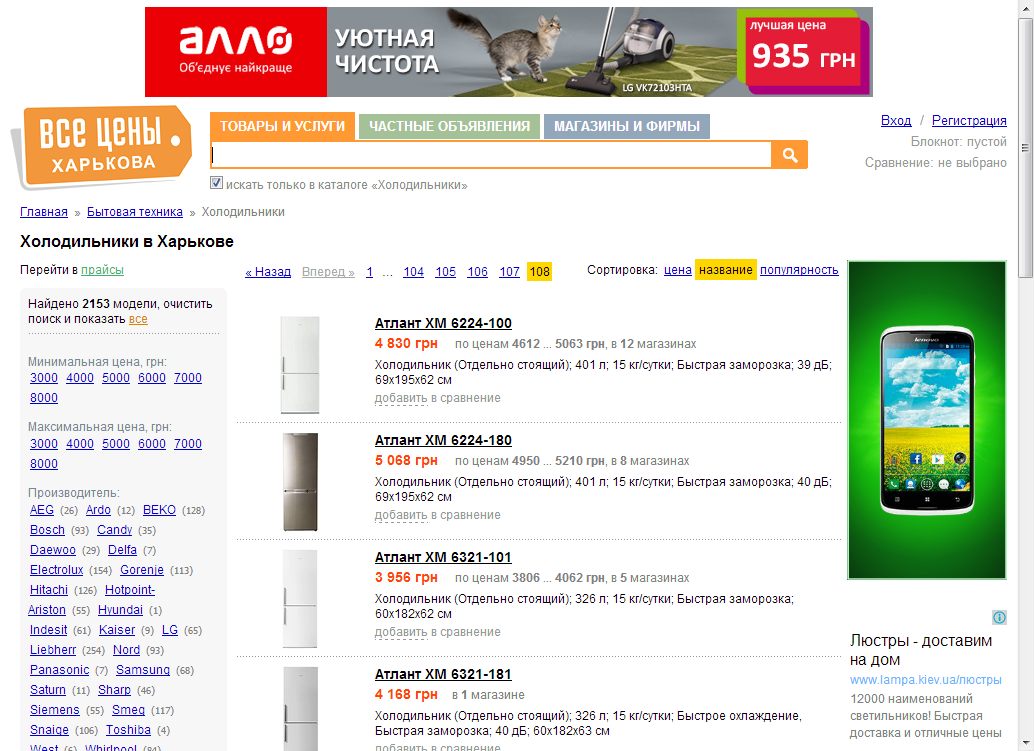 алло
Об'єднує найкраще
УЮТНАЯ
ЧИСТОТА
LG VK72103HTA
лучшая цена
935 ГРН
ВСЕ ЦЕНЫ
ХАРЬКОВА
ТОВАРЫ И УСЛУГИ
ЧАСТНЫЕ ОБЪЯВЛЕНИЯ
МАГАЗИНЫ И ФИРМЫ
Вход / Регистрация
Блокнот: пустой
Сравнение: не выбрано
искать только в каталоге «Холодильники»
Главная » Бытовая техника » Холодильники
Холодильники в Харькове
Перейти в прайсы
« Назад Вперед » 1 ... 104 105 106 107 108
Сортировка: цена название популярность
Найдено 2153 модели, очистить
поиск и показать все
Минимальная цена, грн:
3000 4000 5000 6000 7000
8000
Максимальная цена, грн:
3000 4000 5000 6000 7000
8000
Производитель:
AEG (26) Ardo (12) BEKO (128)
Bosch (93) Candy (35)
Daewoo (29) Delfa (7)
Electrolux (154) Gorenje (113)
Hitachi (126) Hotpoint-
Ariston (55) Hyundai (1)
Indesit (61) Kaiser (9) LG (65)
Liebherr (254) Nord (93)
Panasonic (7) Samsung (68)
Saturn (11) Sharp (46)
Siemens (55) Smeg (117)
Snaige (106) Toshiba (4)
West (6) Whirlpool (84)
Атлант ХМ 6224-100
4 830 грн по ценам 4612 ... 5063 грн, в 12 магазинах
Холодильник (Отдельно стоящий); 401 л; 15 кг/сутки; Быстрая заморозка; 39 дБ;
69х195х62 см
добавить в сравнение
Атлант ХМ 6224-180
5 068 грн по ценам 4950 ... 5210 грн, в 8 магазинах
Холодильник (Отдельно стоящий); 401 л; 15 кг/сутки; Быстрая заморозка; 40 дБ;
69х195х62 см
добавить в сравнение
Атлант ХМ 6321-101
3 956 грн по ценам 3806 ... 4062 грн, в 5 магазинах
Холодильник (Отдельно стоящий); 326 л; 15 кг/сутки; Быстрая заморозка;
60х182х62 см
добавить в сравнение
Атлант ХМ 6321-181
4 168 грн в 1 магазине
Холодильник (Отдельно стоящий); 326 л; 15 кг/сутки; Быстрое охлаждение,
Быстрая заморозка; 40 дБ; 60х182х63 см
добавить в сравнение
Lenovo
Люстры - доставим
на дом
www.lampa.kiev.ua/люстры
12000 наименований
светильников! Быстрая
доставка и отличные цены